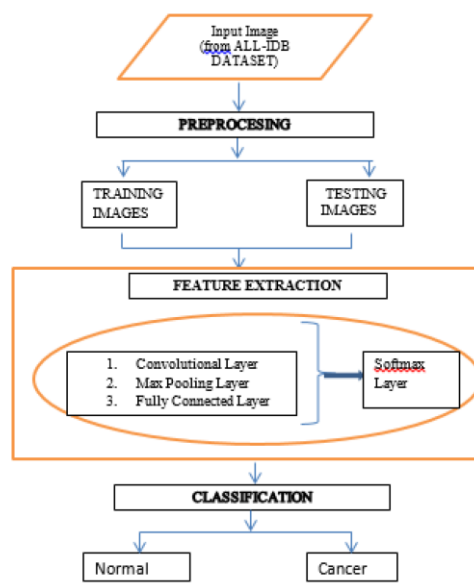 Input Image
(from ALL-IDB
DATASET)
PREPROCESING
TRAINING
IMAGES
TESTING
IMAGES
FEATURE EXTRACTION
1. Convolutional Layer
2. Max Pooling Layer
3. Fully Connected Layer
Softmax
Layer
CLASSIFICATION
Normal
Cancer